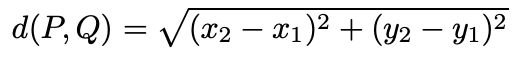 d(P, Q) = √((x₂ − x₁)² + (y₂ − y₁)²)